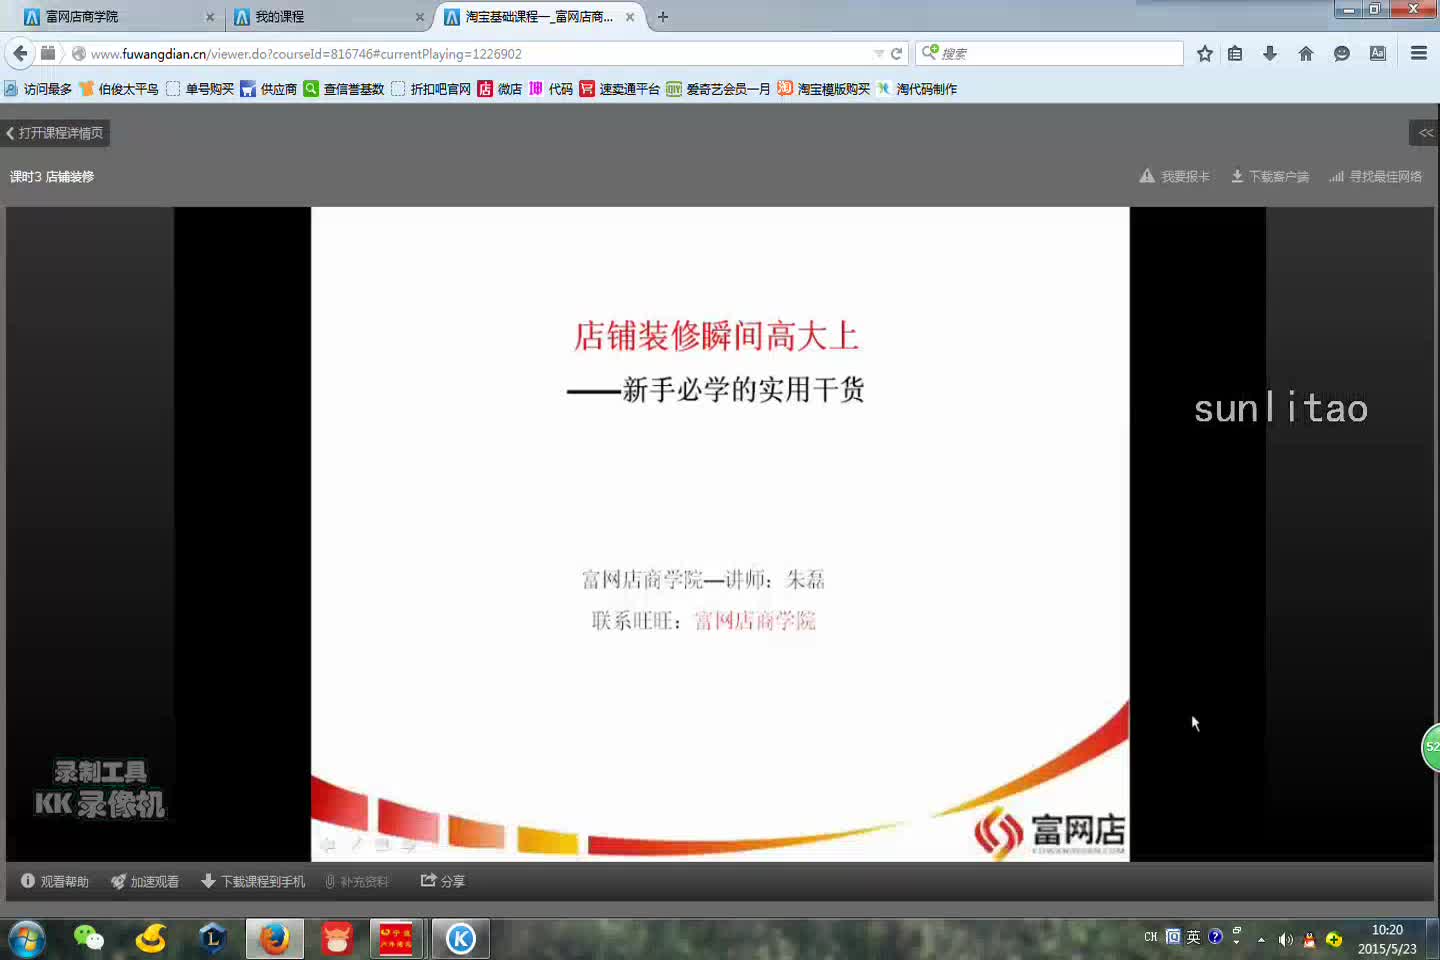 富网店商学院
我的课程
淘宝基础课程一_富网店商...
www.fuwangdian.cn/viewer.do?courseId=816746#currentPlaying=1226902
搜索
访问最多 伯俊太平鸟 单号购买 供应商 查信誉基数 折扣吧官网 微店 代码 速卖通平台 爱奇艺会员一月 淘宝模版购买 淘代码制作
打开课程详情页
<<
课时3 店铺装修
我要报卡 下载客户端 寻找最佳网络
店铺装修瞬间高大上
——新手必学的实用干货
sunlitao
富网店商学院—讲师：朱磊
联系旺旺：富网店商学院
录制工具
KK 录像机
52
富网店
观看帮助 加速观看 下载课程到手机 补充资料 分享
CH 英
10:20
2015/5/23